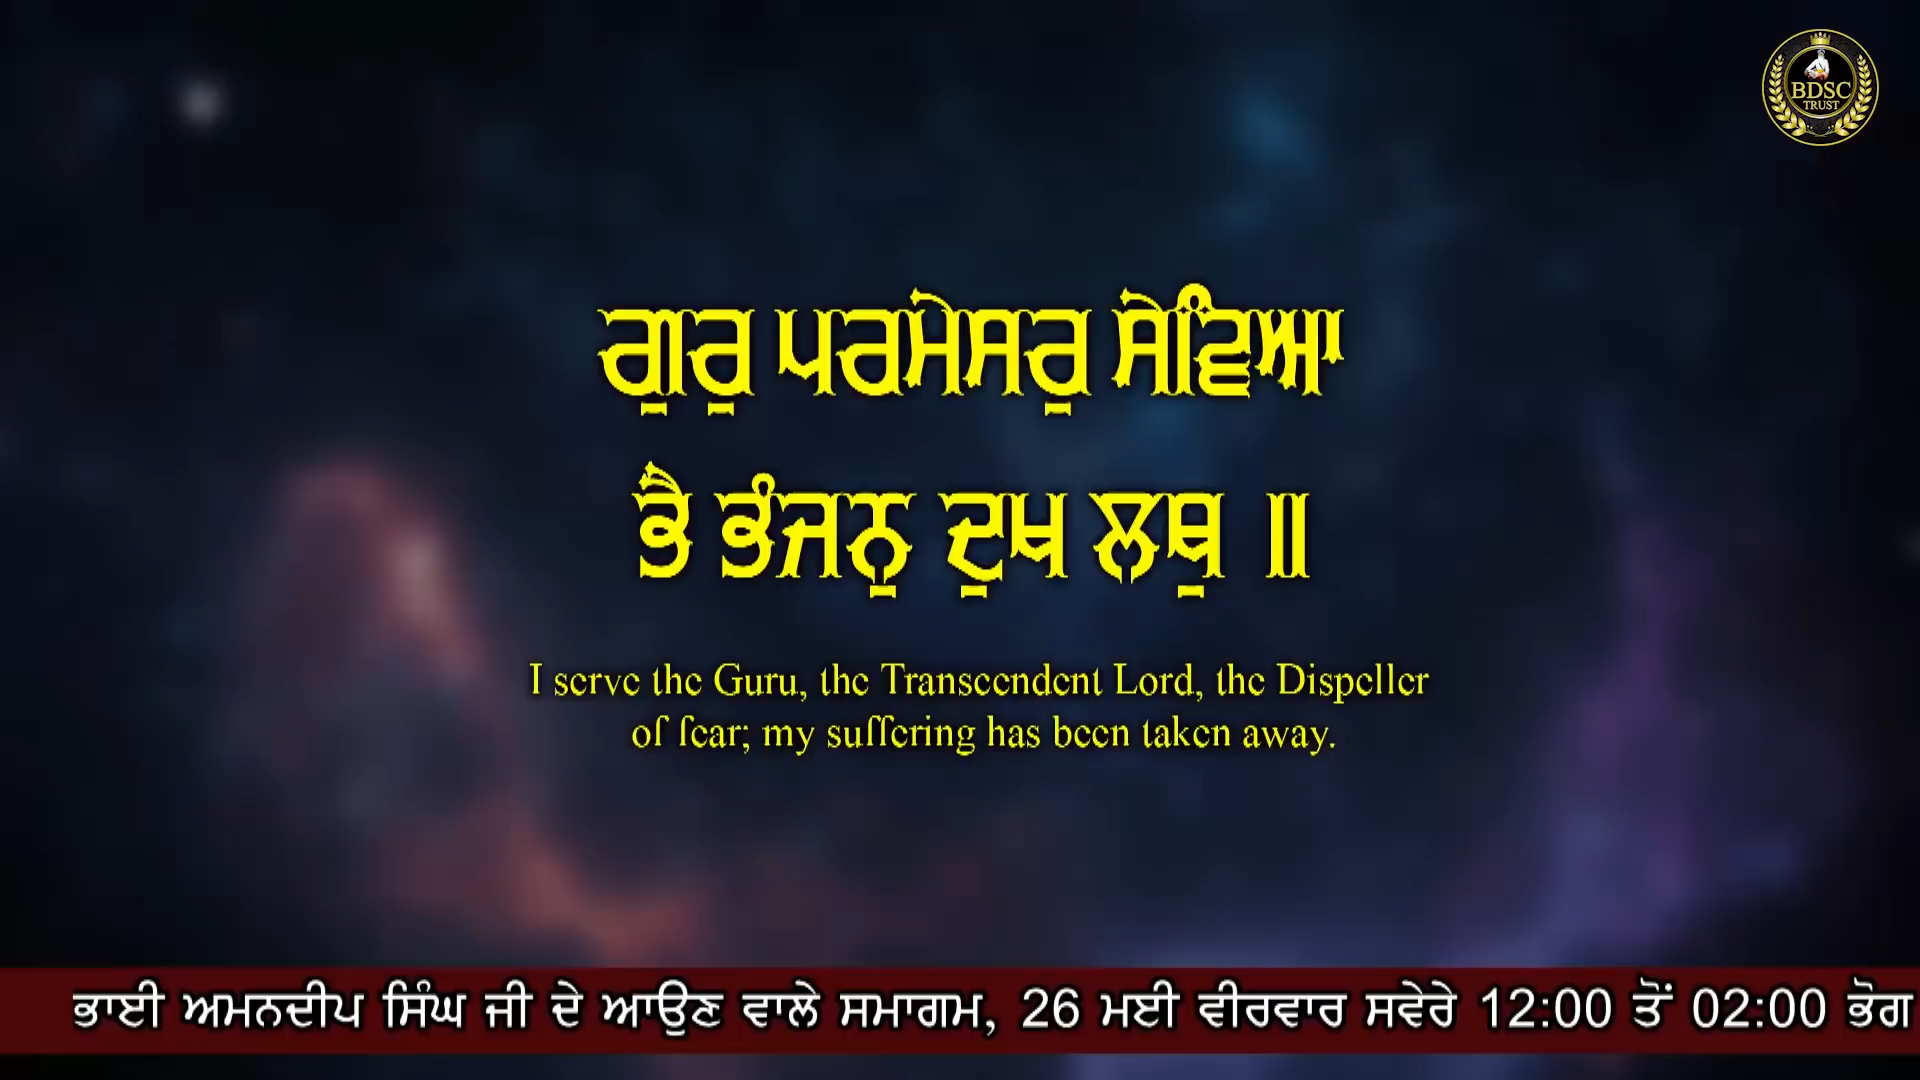 BDSC
TRUST
ਗੁਰੁ ਪਰਮੇਸਰੁ ਸੇਵਿਆ
ਭੈ ਭੰਜਨੁ ਦੁਖ ਲਥੁ ॥
I serve the Guru, the Transcendent Lord, the Dispeller
of fear; my suffering has been taken away.
ਭਾਈ ਅਮਨਦੀਪ ਸਿੰਘ ਜੀ ਦੇ ਆਉਣ ਵਾਲੇ ਸਮਾਗਮ, 26 ਮਈ ਵੀਰਵਾਰ ਸਵੇਰੇ 12:00 ਤੋਂ 02:00 ਭੋਗ